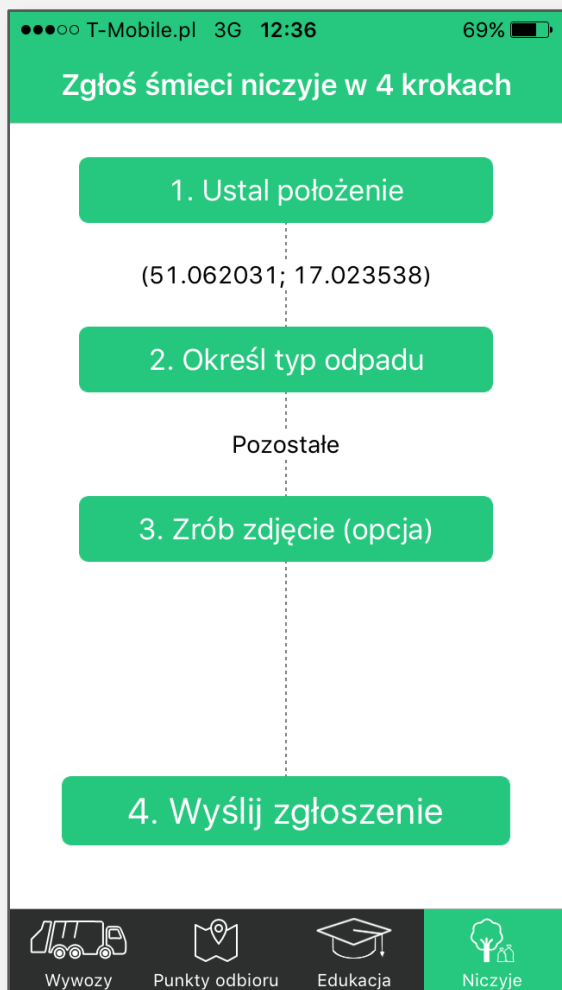 T-Mobile.pl 3G 12:36 69%
Zgłoś śmieci niczyje w 4 krokach
1. Ustal położenie
(51.062031; 17.023538)
2. Określ typ odpadu
Pozostałe
3. Zrób zdjęcie (opcja)
4. Wyślij zgłoszenie
Wywozy Punkty odbioru Edukacja Niczyje